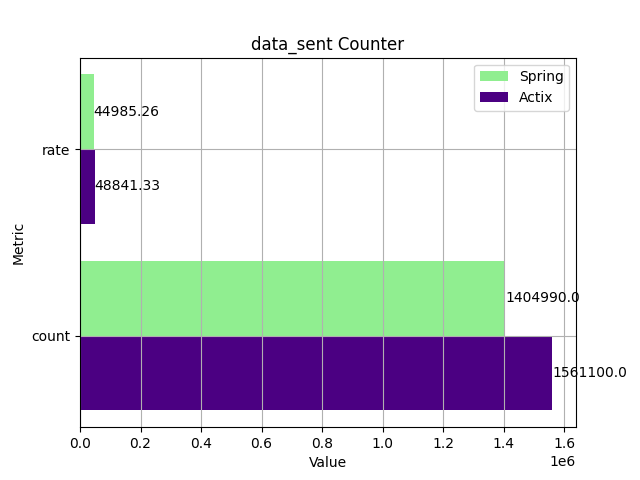 data_sent Counter
Spring
Actix
44985.26
rate
48841.33
Metric
1404990.0
count
1561100.0
0.0 0.2 0.4 0.6 0.8 1.0 1.2 1.4 1.6
1e6
Value